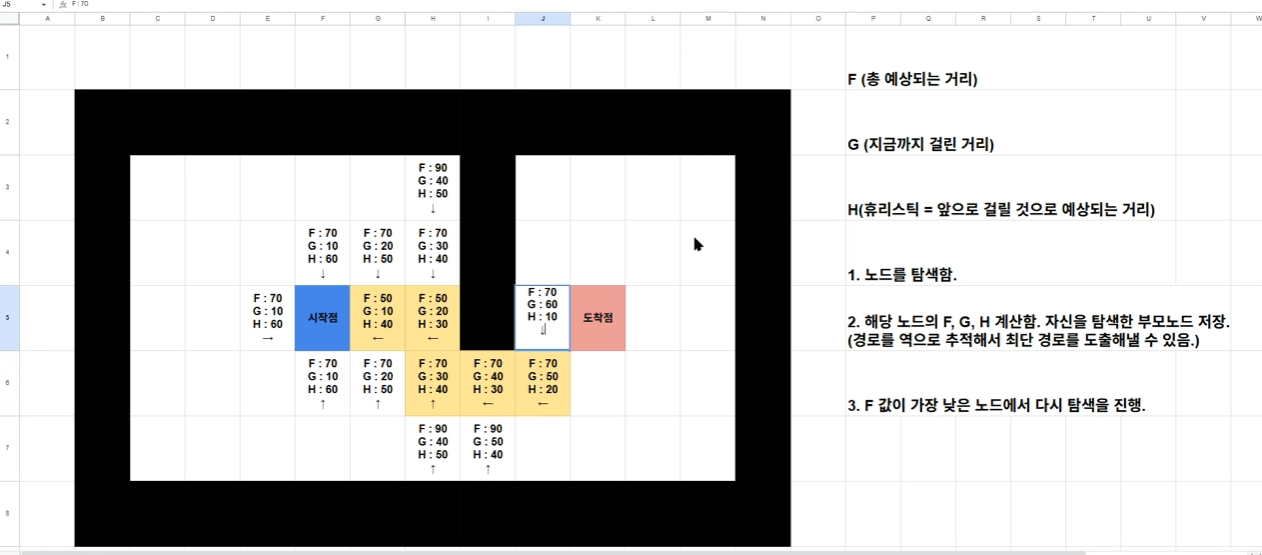 J5
fx F : 70
A B C D E F G H I J K L M N O P Q R S T U V W
1
F (총 예상되는 거리)
2
G (지금까지 걸린 거리)
3
F : 90
G : 40
H : 50
↓
H(휴리스틱 = 앞으로 걸릴 것으로 예상되는 거리)
4
F : 70 F : 70 F : 70
G : 10 G : 20 G : 30
H : 60 H : 50 H : 40
↓ ↓ ↓
1. 노드를 탐색함.
5
F : 70 시작점 F : 50 F : 50 F : 70 도착점
G : 10 G : 10 G : 20 G : 60
H : 60 H : 40 H : 30 H : 10
→ ← ← ↓
2. 해당 노드의 F, G, H 계산함. 자신을 탐색한 부모노드 저장.
(경로를 역으로 추적해서 최단 경로를 도출해낼 수 있음.)
6
F : 70 F : 70 F : 70 F : 70 F : 70
G : 10 G : 20 G : 30 G : 40 G : 50
H : 60 H : 50 H : 40 H : 30 H : 20
↑ ↑ ↑ ← ←
3. F 값이 가장 낮은 노드에서 다시 탐색을 진행.
7
F : 90 F : 90
G : 40 G : 50
H : 50 H : 40
↑ ↑
8